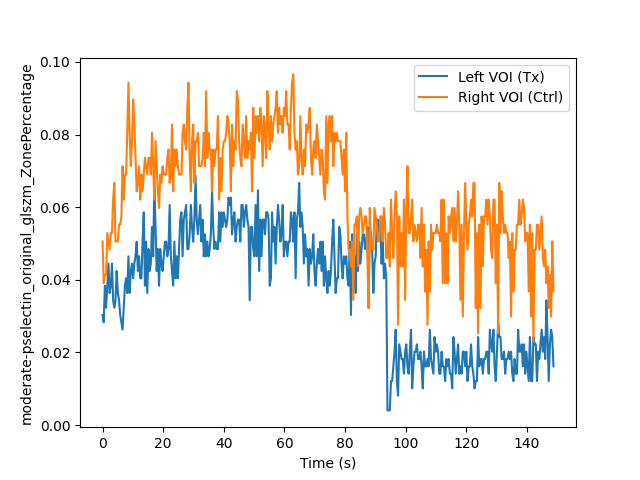 moderate-pselectin_original_glszm_ZonePercentage
0.10
0.08
0.06
0.04
0.02
0.00
Left VOI (Tx)
Right VOI (Ctrl)
0 20 40 60 80 100 120 140
Time (s)